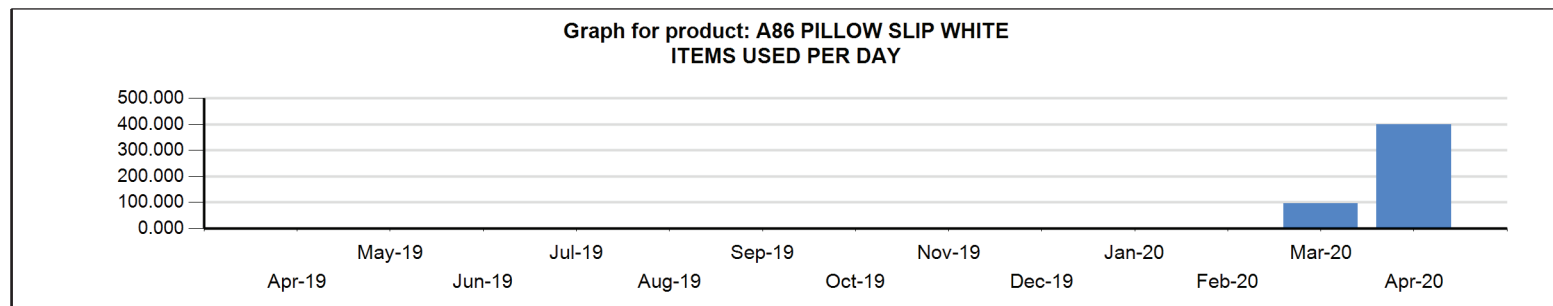 Graph for product: A86 PILLOW SLIP WHITE
ITEMS USED PER DAY
500.000
400.000
300.000
200.000
100.000
0.000
May-19 Jul-19 Sep-19 Nov-19 Jan-20 Mar-20
Apr-19 Jun-19 Aug-19 Oct-19 Dec-19 Feb-20 Apr-20